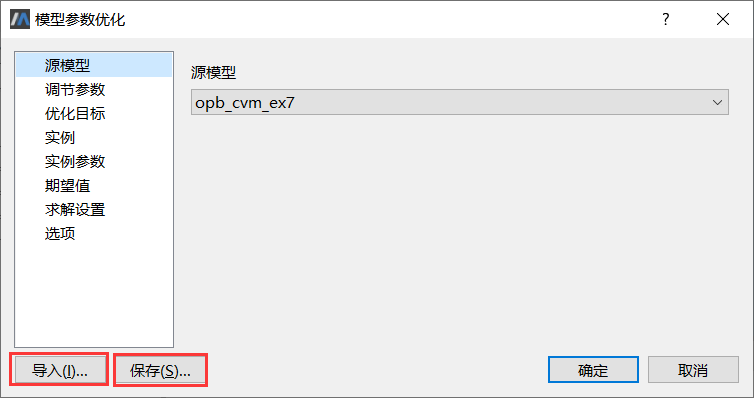 模型参数优化
?
源模型
调节参数
优化目标
实例
实例参数
期望值
求解设置
选项
源模型
opb_cvm_ex7
导入(I)...
保存(S)...
确定
取消